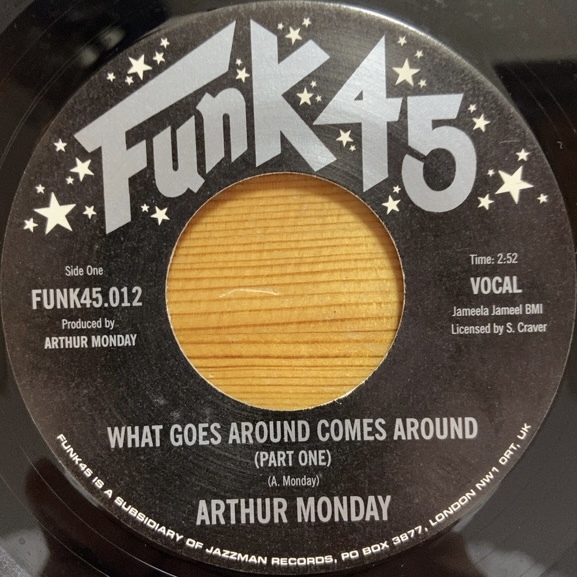 Funk45
Side One
FUNK45.012
Produced by
ARTHUR MONDAY
Time: 2:52
VOCAL
Jameela Jameel BMI
Licensed by S. Craver
WHAT GOES AROUND COMES AROUND
(PART ONE)
(A. Monday)
ARTHUR MONDAY
FUNK45 IS A SUBSIDIARY OF JAZZMAN RECORDS, PO BOX 3877, LONDON NW1 0RT, UK